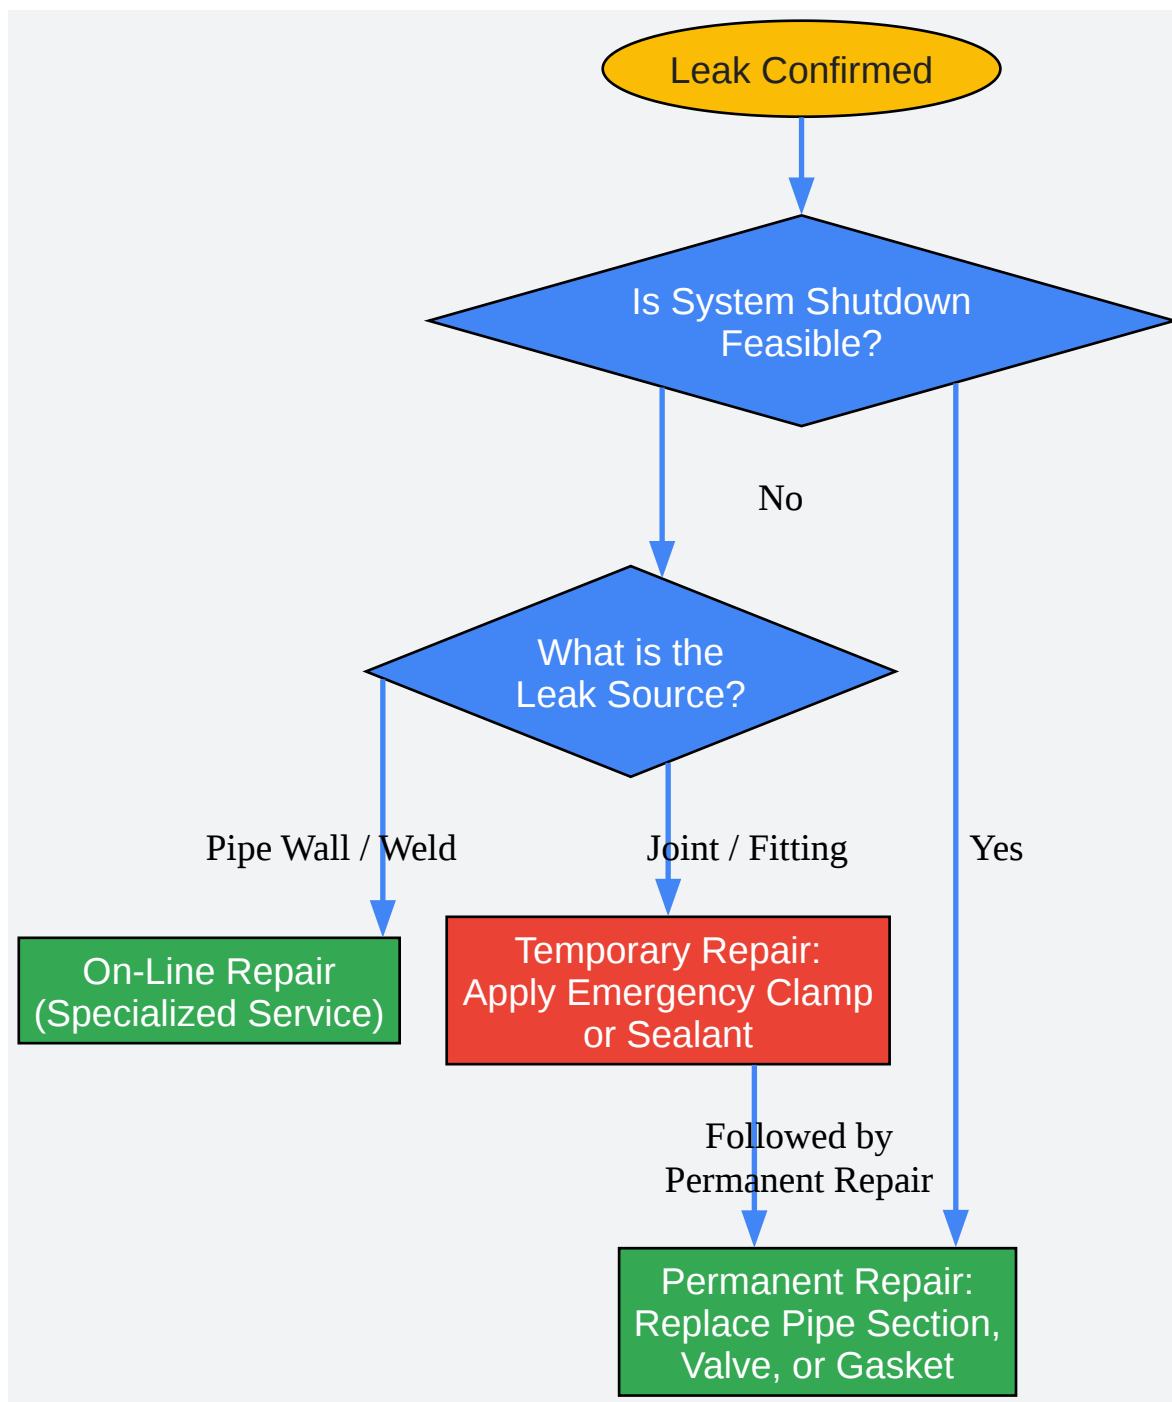 Leak Confirmed
Is System Shutdown
Feasible?
No
What is the
Leak Source?
Pipe Wall / Weld
Joint / Fitting
Yes
On-Line Repair
(Specialized Service)
Temporary Repair:
Apply Emergency Clamp
or Sealant
Followed by
Permanent Repair
Permanent Repair:
Replace Pipe Section,
Valve, or Gasket